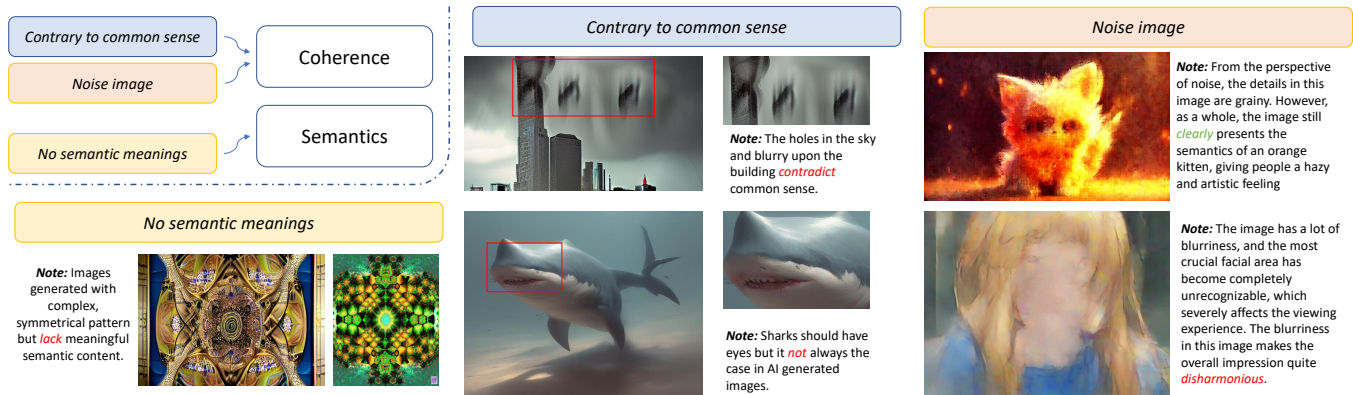 Contrary to common sense
Noise image
No semantic meanings
Coherence
Semantics
No semantic meanings
Note: Images
generated with
complex,
symmetrical pattern
but lack meaningful
semantic content.
Contrary to common sense
Note: The holes in the sky
and blurry upon the
building contradict
common sense.
Note: Sharks should have
eyes but it not always the
case in AI generated
images.
Noise image
Note: From the perspective
of noise, the details in this
image are grainy. However,
as a whole, the image still
clearly presents the
semantics of an orange
kitten, giving people a hazy
and artistic feeling
Note: The image has a lot of
blurriness, and the most
crucial facial area has
become completely
unrecognizable, which
severely affects the viewing
experience. The blurriness
in this image makes the
overall impression quite
disharmonious.